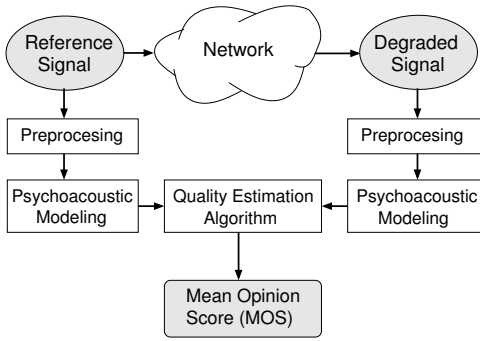 Reference
Signal
Network
Degraded
Signal
Preprocesing
Preprocesing
Psychoacoustic
Modeling
Quality Estimation
Algorithm
Psychoacoustic
Modeling
Mean Opinion
Score (MOS)